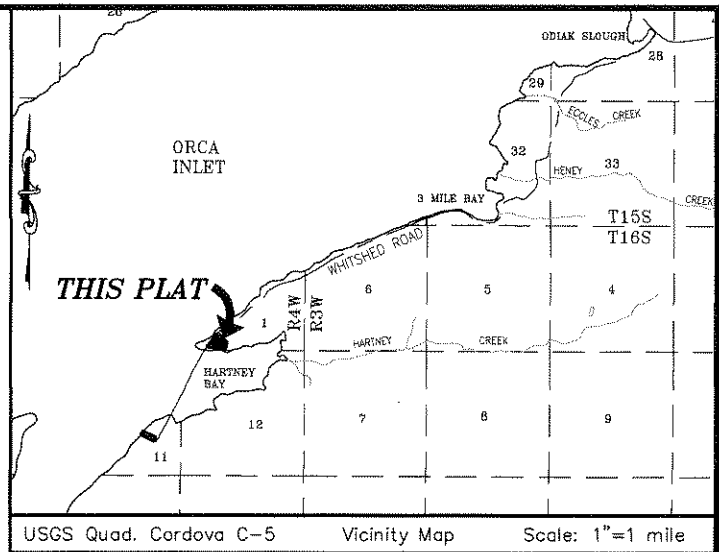 26
ODIAK SLOUGH
28
29
ECCLES CREEK
ORCA
INLET
32
33
HENEY
CREEK
3 MILE BAY
T15S
T16S
WHITSHED ROAD
THIS PLAT
R4W
R3W
1
6
5
4
HARTNEY CREEK
HARTNEY
BAY
12
7
8
9
11
USGS Quad. Cordova C-5 Vicinity Map Scale: 1"=1 mile